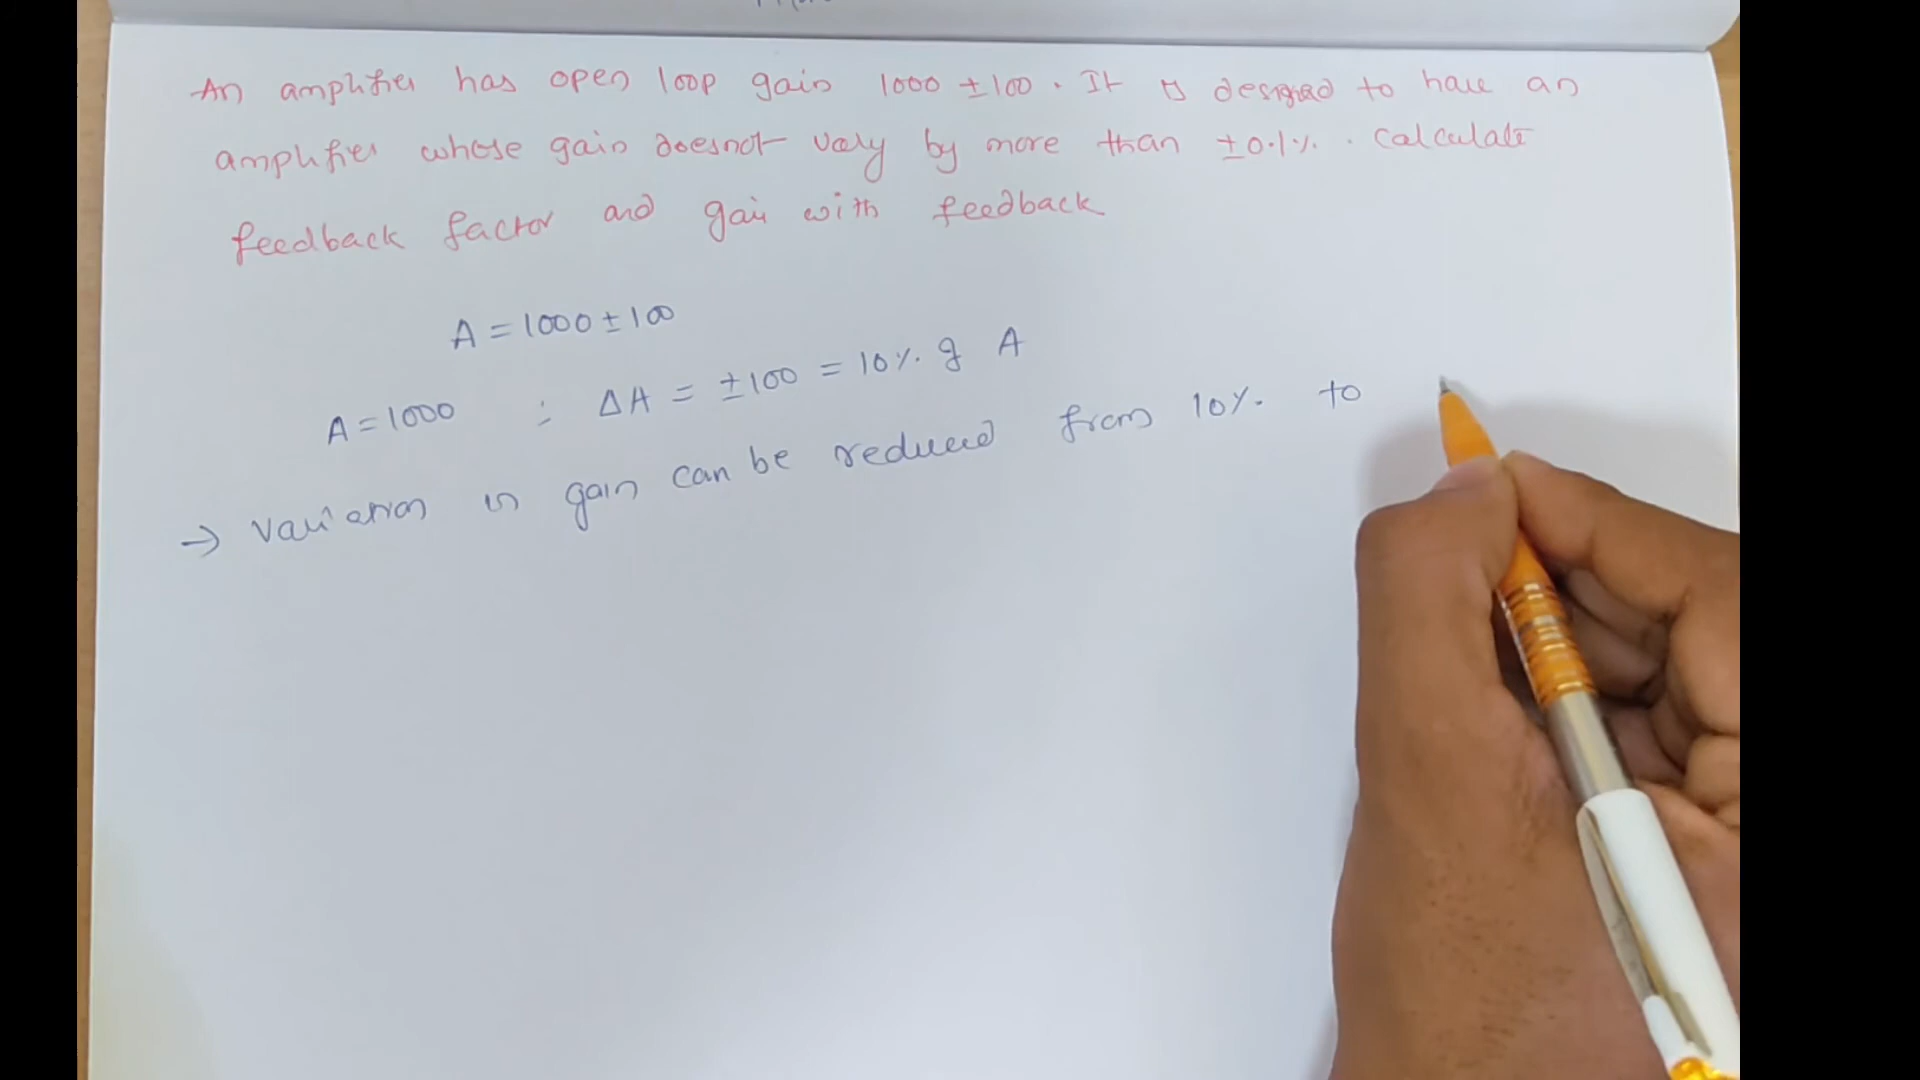 An amplifier has open loop gain 1000 ±100. It is designed to have an
amplifier whose gain doesnot vary by more than ±0.1%. Calculate
feedback factor and gain with feedback
A = 1000 ± 100
A = 1000 : ΔA = ±100 = 10% of A
→ Variation in gain can be reduced from 10% to